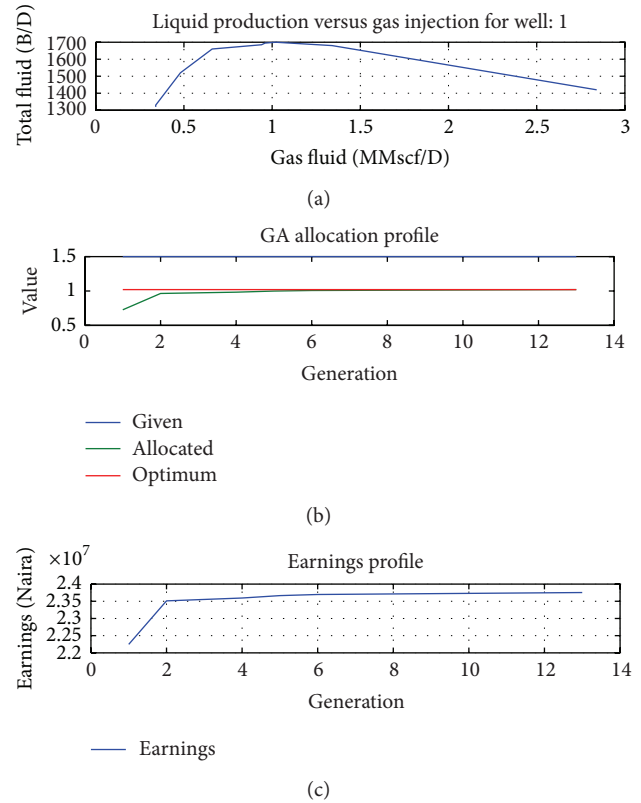 Liquid production versus gas injection for well: 1
Total fluid (B/D)
1700
1600
1500
1400
1300
0 0.5 1 1.5 2 2.5 3
Gas fluid (MMscf/D)
(a)
GA allocation profile
Value
1.5
1
0.5
0 2 4 6 8 10 12 14
Generation
Given
Allocated
Optimum
(b)
×10⁷
Earnings profile
Earnings (Naira)
2.4
2.35
2.3
2.25
2.2
0 2 4 6 8 10 12 14
Generation
Earnings
(c)